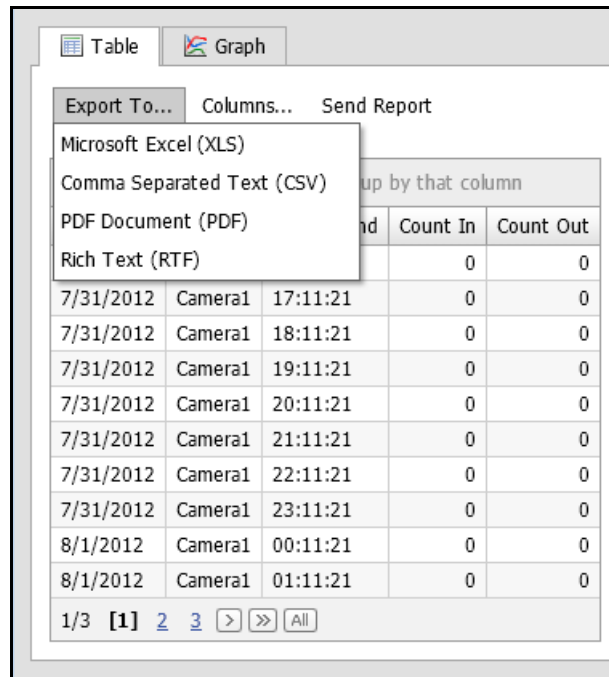 Table Graph
Export To... Columns... Send Report
Microsoft Excel (XLS)
Comma Separated Text (CSV) up by that column
PDF Document (PDF)
Count In Count Out
Rich Text (RTF)
0 0
7/31/2012 Camera1 17:11:21 0 0
7/31/2012 Camera1 18:11:21 0 0
7/31/2012 Camera1 19:11:21 0 0
7/31/2012 Camera1 20:11:21 0 0
7/31/2012 Camera1 21:11:21 0 0
7/31/2012 Camera1 22:11:21 0 0
7/31/2012 Camera1 23:11:21 0 0
8/1/2012 Camera1 00:11:21 0 0
8/1/2012 Camera1 01:11:21 0 0
1/3 [1] 2 3 > » All